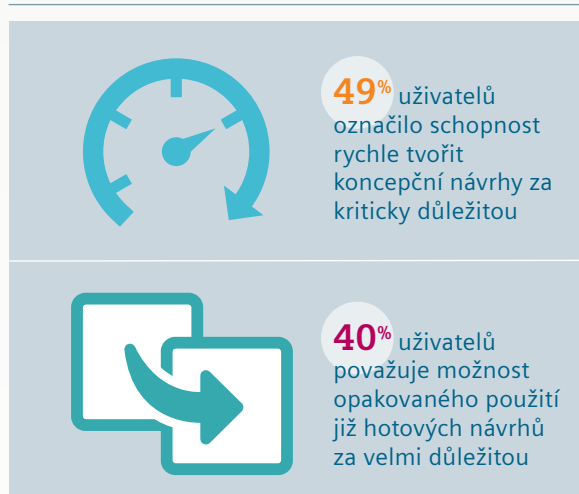 49% uživatelů
označilo schopnost
rychle tvořit
koncepční návrhy za
kriticky důležitou
40% uživatelů
považuje možnost
opakovaného použití
již hotových návrhů
za velmi důležitou